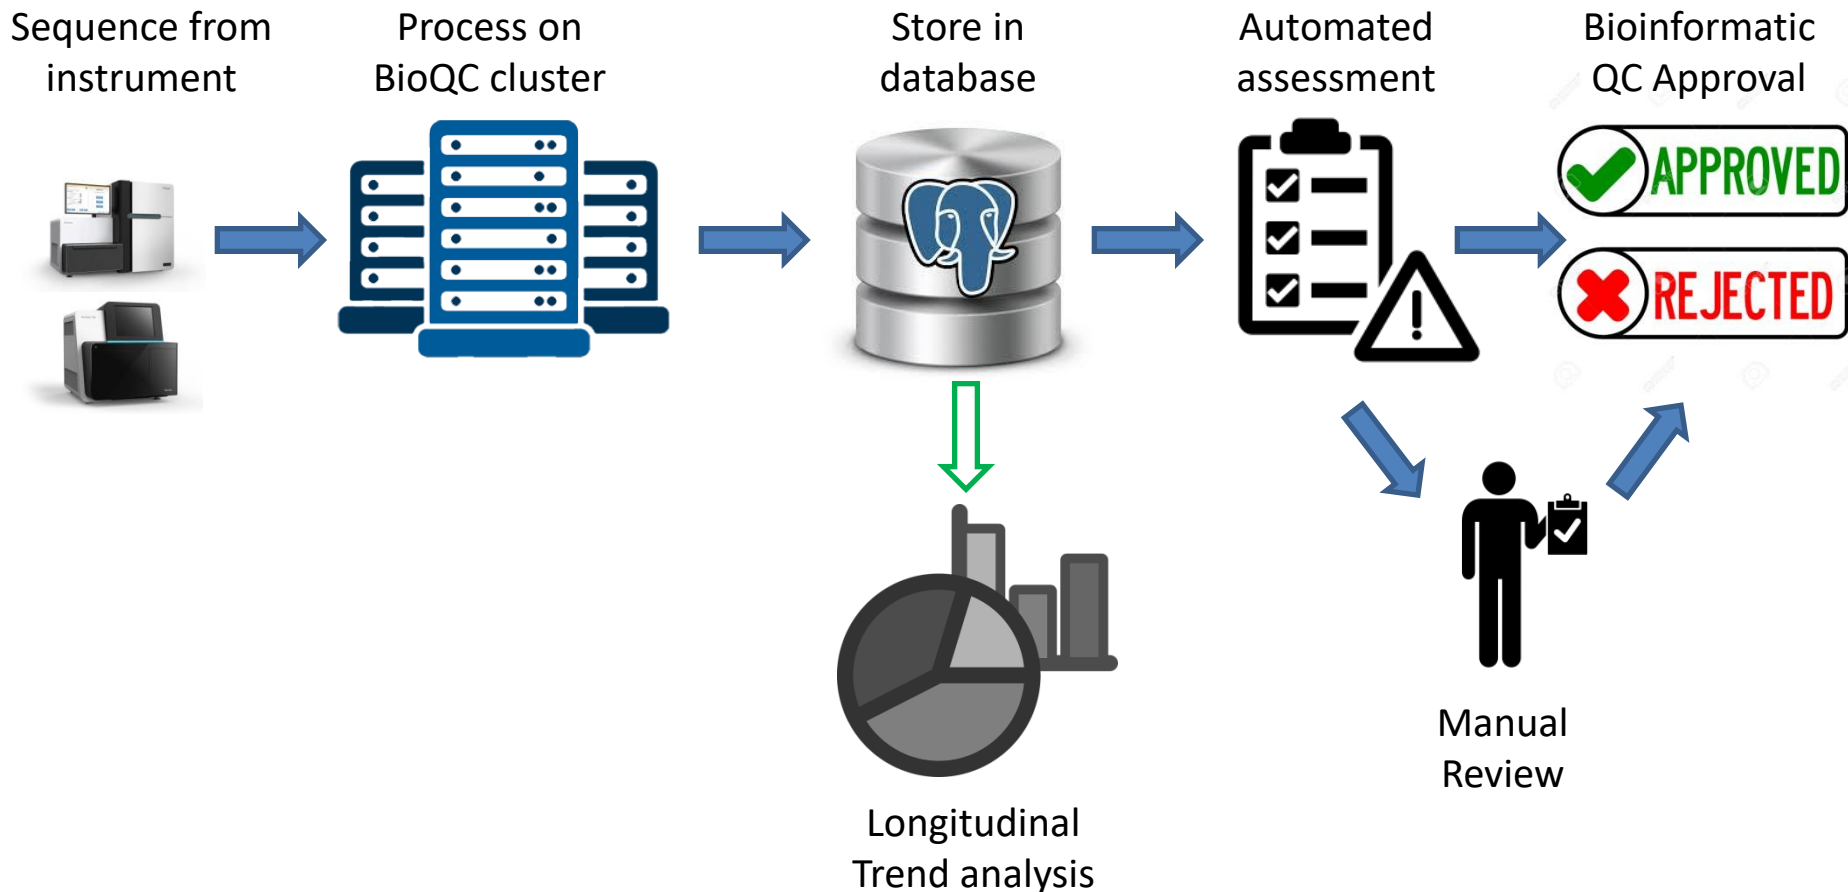 Sequence from
instrument
Process on
BioQC cluster
Store in
database
Automated
assessment
Bioinformatic
QC Approval
APPROVED
REJECTED
Manual
Review
Longitudinal
Trend analysis